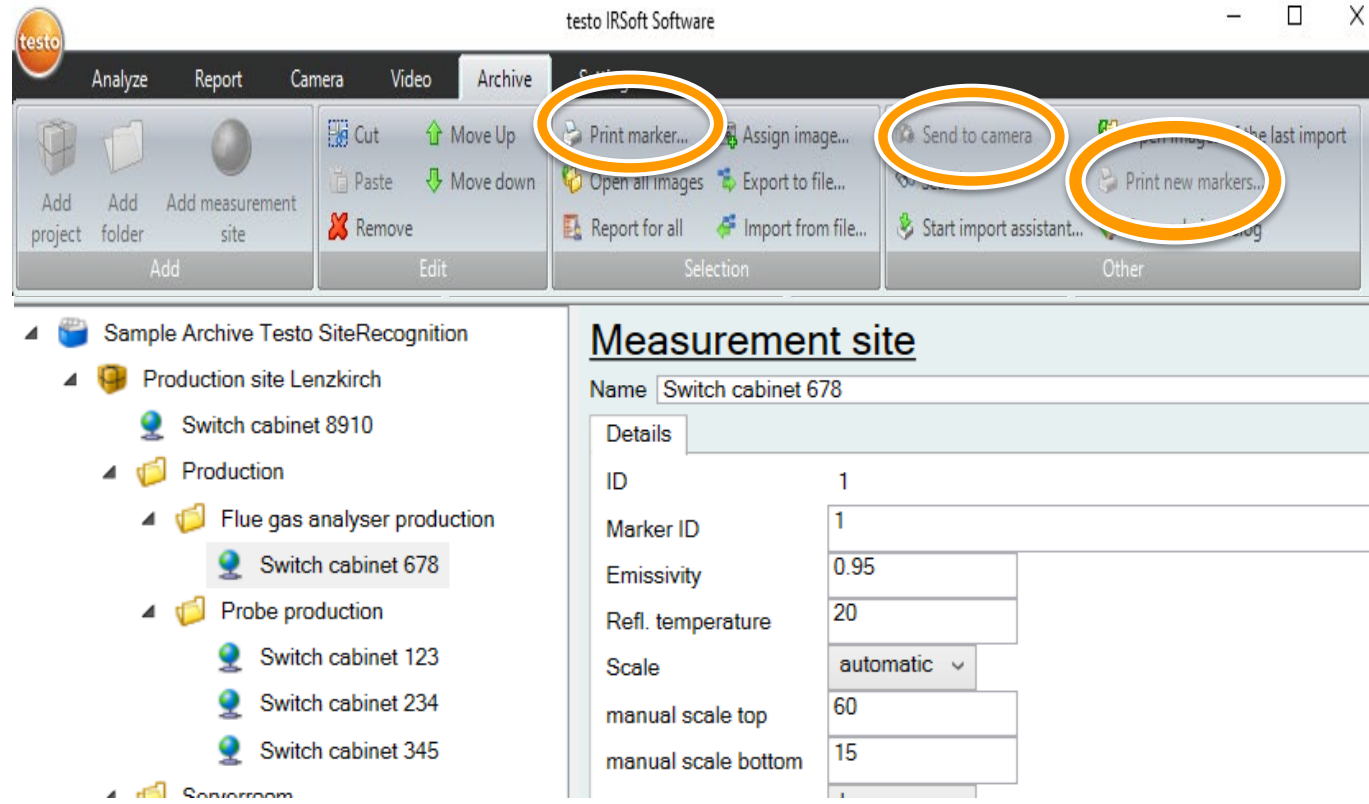 testo IRSoft Software
testo
Analyze Report Camera Video Archive
Cut Move Up Print marker... Assign image... Send to camera the last import
Add project
Add folder
Add measurement site
Paste Move down Open all images Export to file... Print new markers...
Remove Report for all Import from file... Start import assistant...
Add Edit Selection Other
Sample Archive Testo SiteRecognition
Production site Lenzkirch
Switch cabinet 8910
Production
Flue gas analyser production
Switch cabinet 678
Probe production
Switch cabinet 123
Switch cabinet 234
Switch cabinet 345
Serverroom
Measurement site
Name Switch cabinet 678
Details
ID 1
Marker ID 1
Emissivity 0.95
Refl. temperature 20
Scale automatic
manual scale top 60
manual scale bottom 15